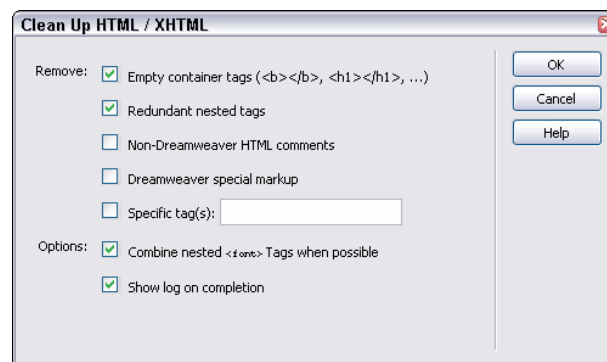 Clean Up HTML / XHTML
Remove:
Empty container tags (<b></b>, <h1></h1>, ...)
Redundant nested tags
Non-Dreamweaver HTML comments
Dreamweaver special markup
Specific tag(s):
Options:
Combine nested <font> Tags when possible
Show log on completion
OK
Cancel
Help